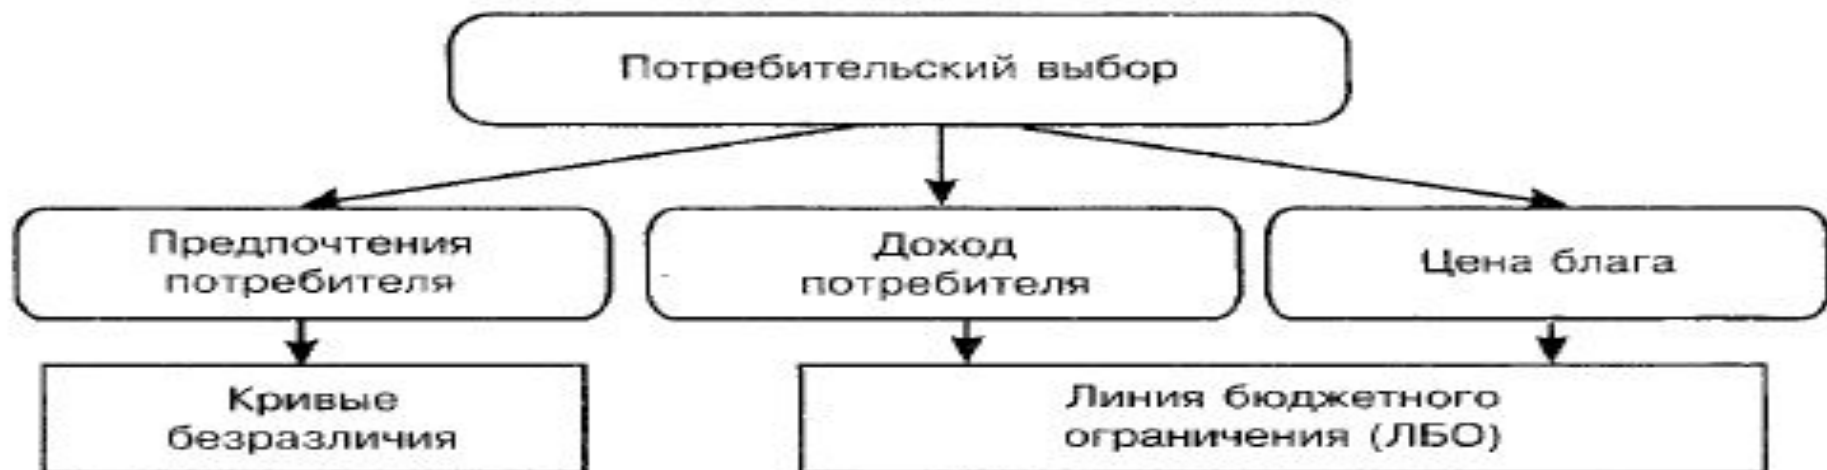 Потребительский выбор
Предпочтения
потребителя
Доход
потребителя
Цена блага
Кривые
безразличия
Линия бюджетного
ограничения (ЛБО)